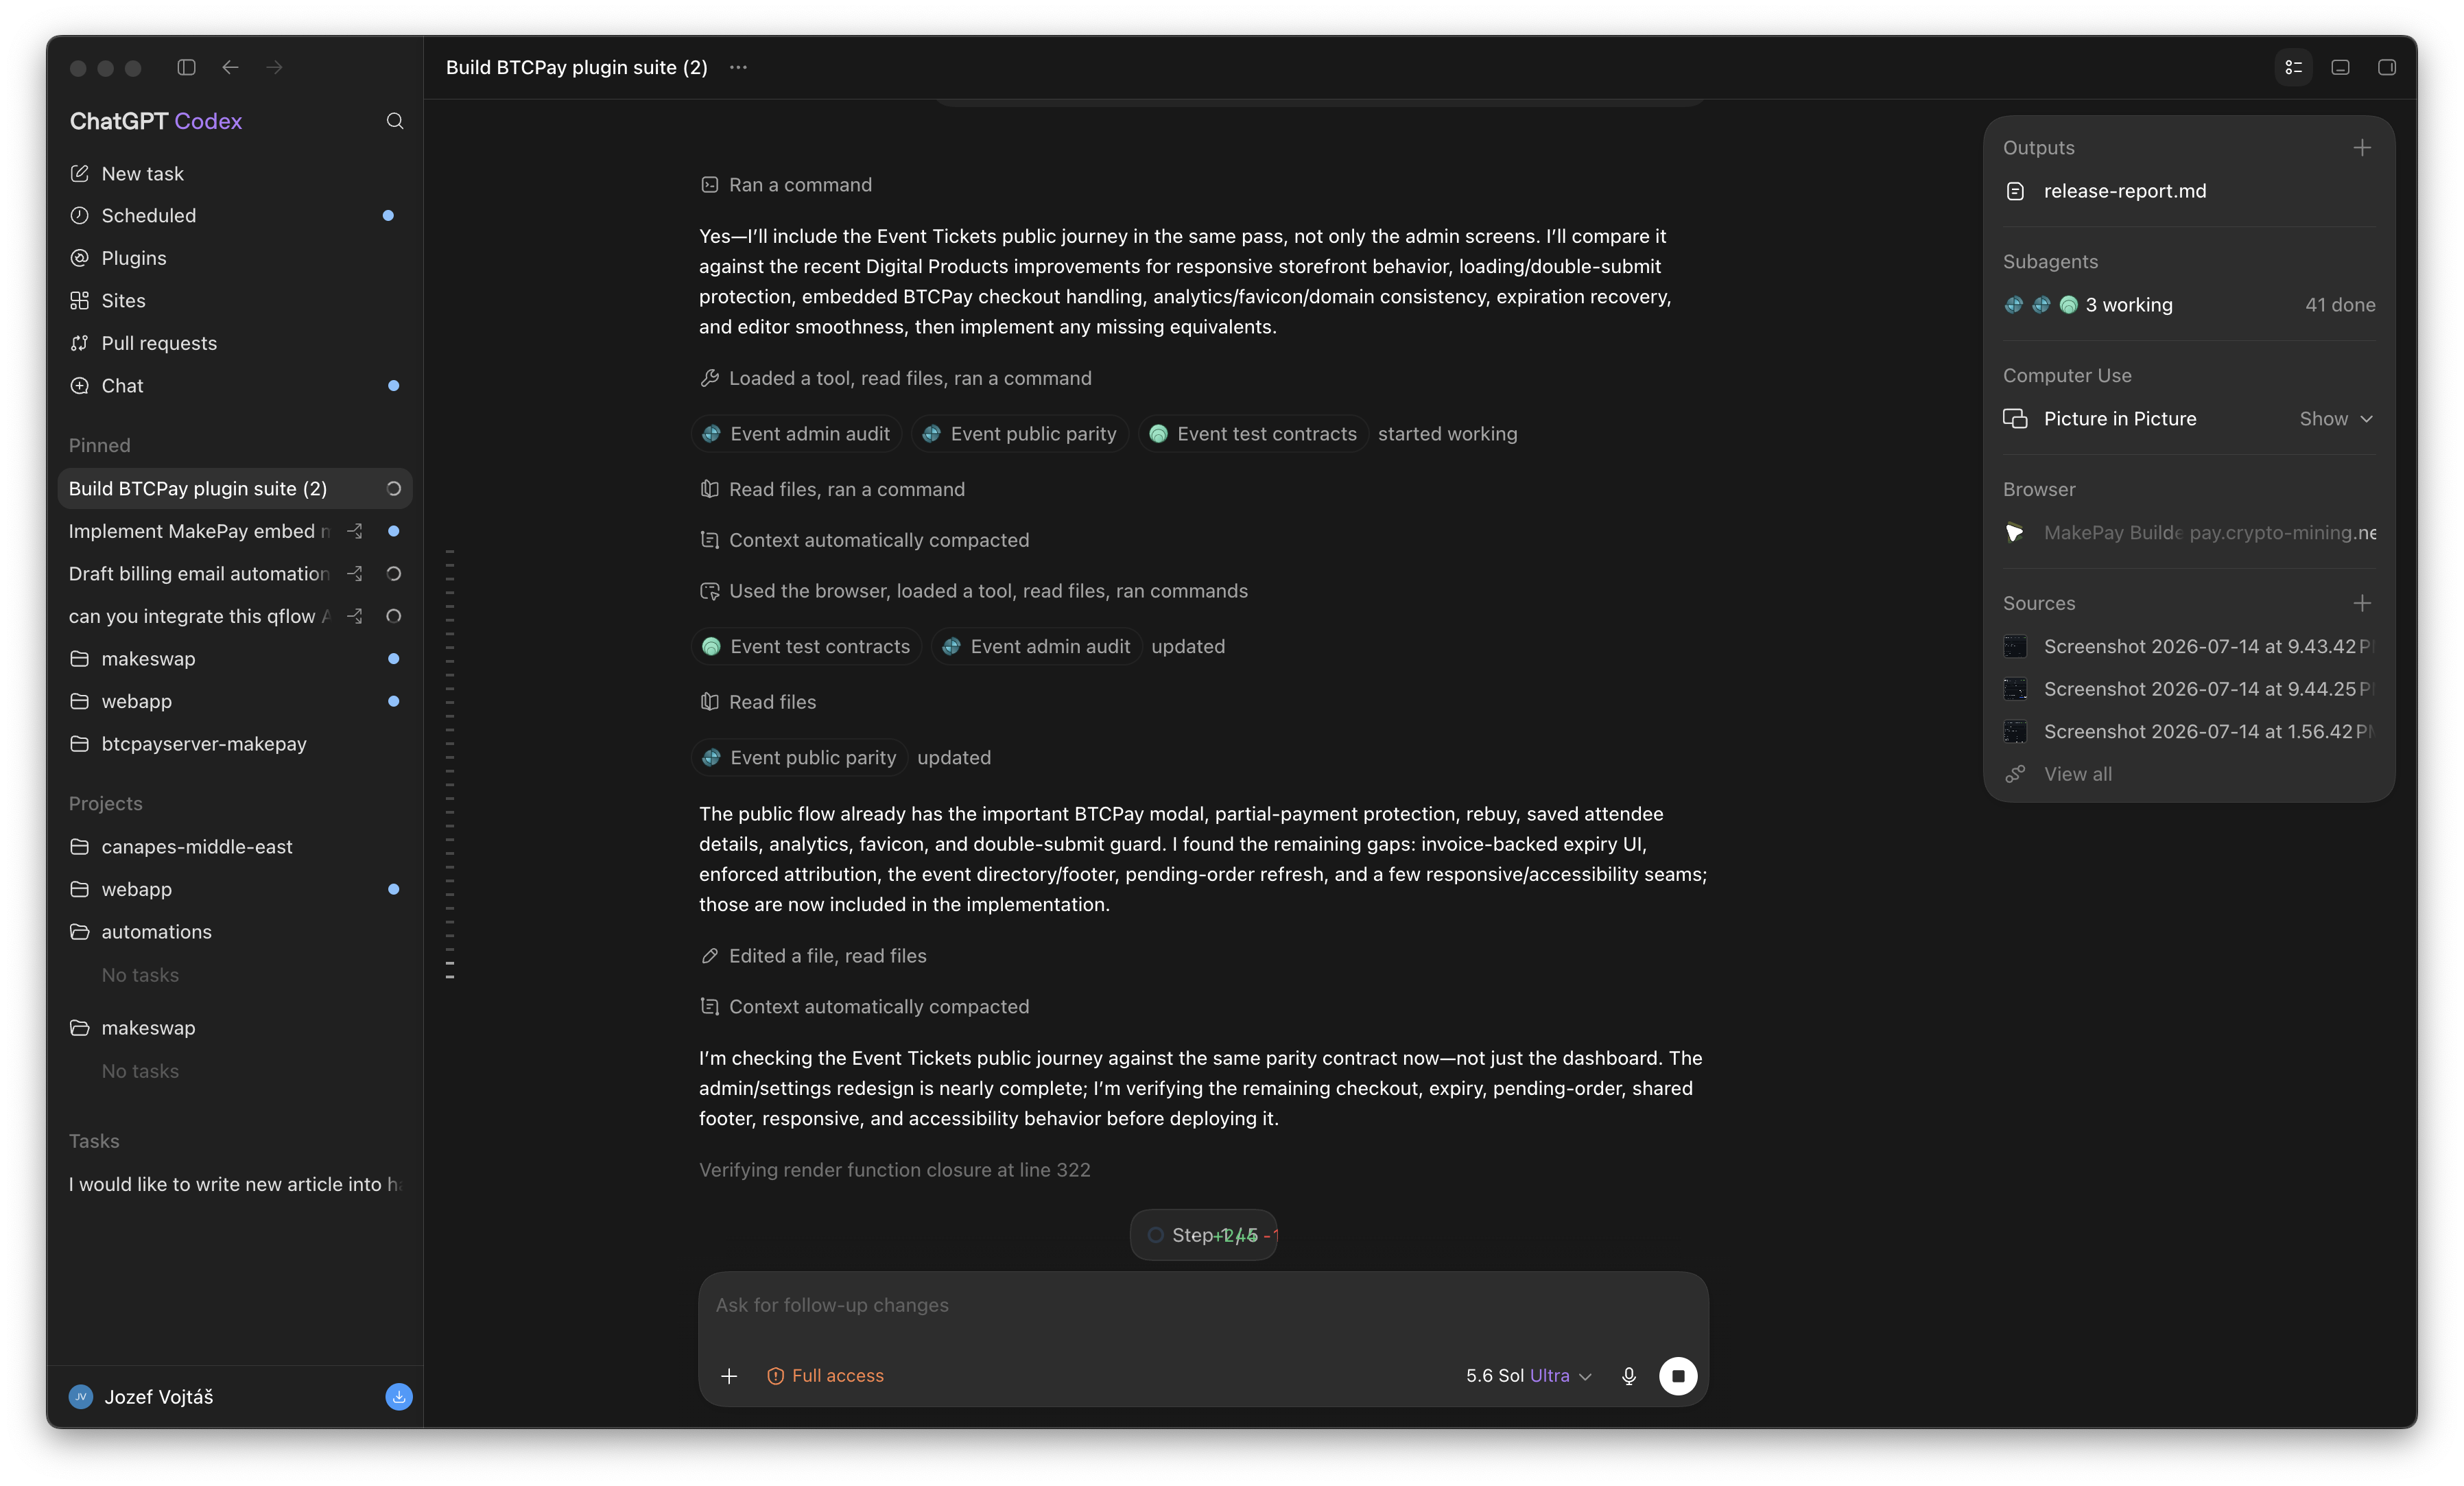 Build BTCPay plugin suite (2)
ChatGPT Codex
New task
Scheduled
Plugins
Sites
Pull requests
Chat
Pinned
Build BTCPay plugin suite (2)
Implement MakePay embed
Draft billing email automation
can you integrate this qflow
makeswap
webapp
btcpayserver-makepay
Projects
canapes-middle-east
webapp
automations
No tasks
makeswap
No tasks
Tasks
I would like to write new article into
JV
Jozef Vojtáš
Ran a command
Yes—I’ll include the Event Tickets public journey in the same pass, not only the admin screens. I’ll compare it
against the recent Digital Products improvements for responsive storefront behavior, loading/double-submit
protection, embedded BTCPay checkout handling, analytics/favicon/domain consistency, expiration recovery,
and editor smoothness, then implement any missing equivalents.
Loaded a tool, read files, ran a command
Event admin audit Event public parity Event test contracts started working
Read files, ran a command
Context automatically compacted
Used the browser, loaded a tool, read files, ran commands
Event test contracts Event admin audit updated
Read files
Event public parity updated
The public flow already has the important BTCPay modal, partial-payment protection, rebuy, saved attendee
details, analytics, favicon, and double-submit guard. I found the remaining gaps: invoice-backed expiry UI,
enforced attribution, the event directory/footer, pending-order refresh, and a few responsive/accessibility seams;
those are now included in the implementation.
Edited a file, read files
Context automatically compacted
I’m checking the Event Tickets public journey against the same parity contract now—not just the dashboard. The
admin/settings redesign is nearly complete; I’m verifying the remaining checkout, expiry, pending-order, shared
footer, responsive, and accessibility behavior before deploying it.
Verifying render function closure at line 322
Step 1 / 5
Ask for follow-up changes
Full access
5.6 Sol Ultra
Outputs
release-report.md
Subagents
3 working 41 done
Computer Use
Picture in Picture Show
Browser
MakePay Builde pay.crypto-mining.ne
Sources
Screenshot 2026-07-14 at 9.43.42 P
Screenshot 2026-07-14 at 9.44.25 P
Screenshot 2026-07-14 at 1.56.42 PM
View all